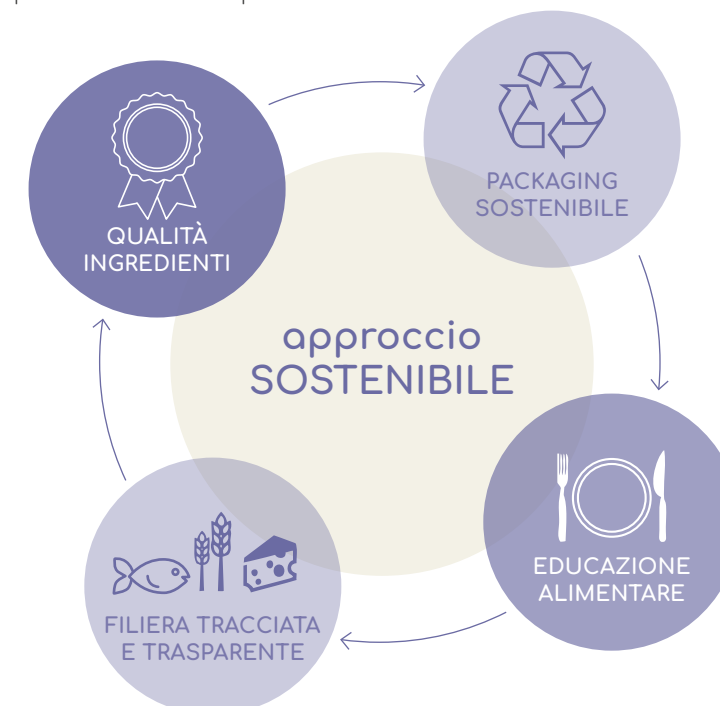 QUALITÀ
INGREDIENTI
PACKAGING
SOSTENIBILE
approccio
SOSTENIBILE
EDUCAZIONE
ALIMENTARE
FILIERA TRACCIATA
E TRASPARENTE